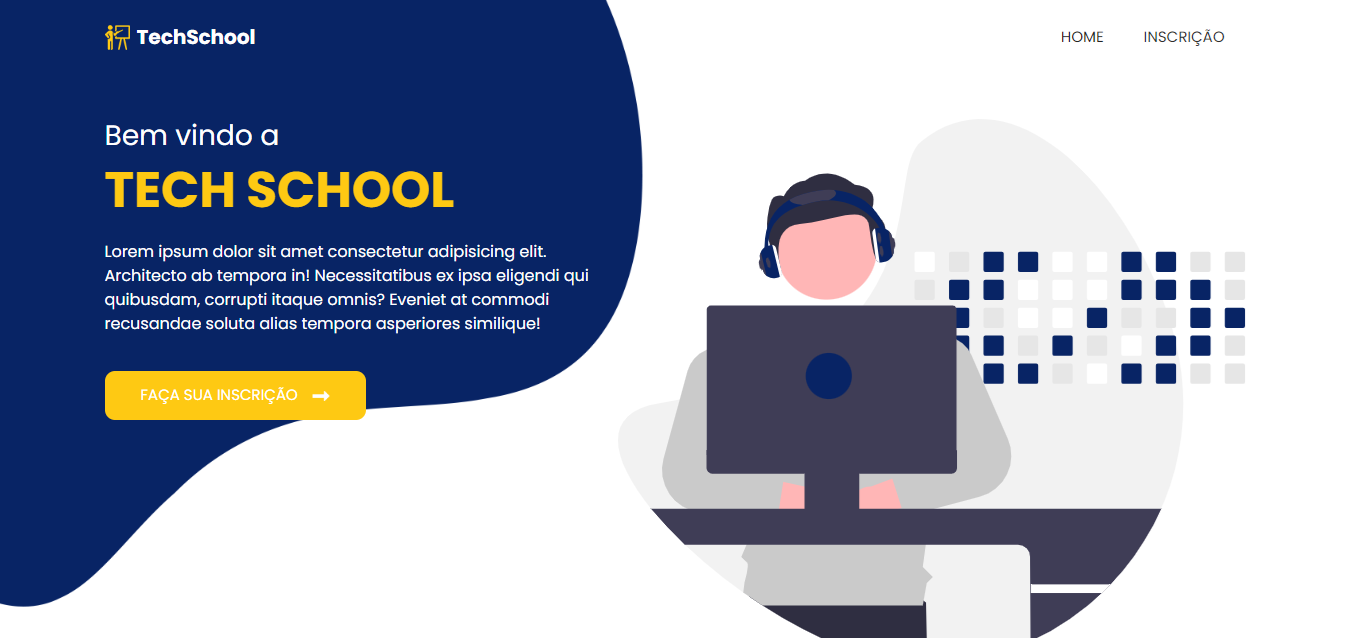 TechSchool
HOME
INSCRIÇÃO
Bem vindo a
TECH SCHOOL
Lorem ipsum dolor sit amet consectetur adipisicing elit.
Architecto ab tempora in! Necessitatibus ex ipsa eligendi qui
quibusdam, corrupti itaque omnis? Eveniet at commodi
recusandae soluta alias tempora asperiores similique!
FAÇA SUA INSCRIÇÃO